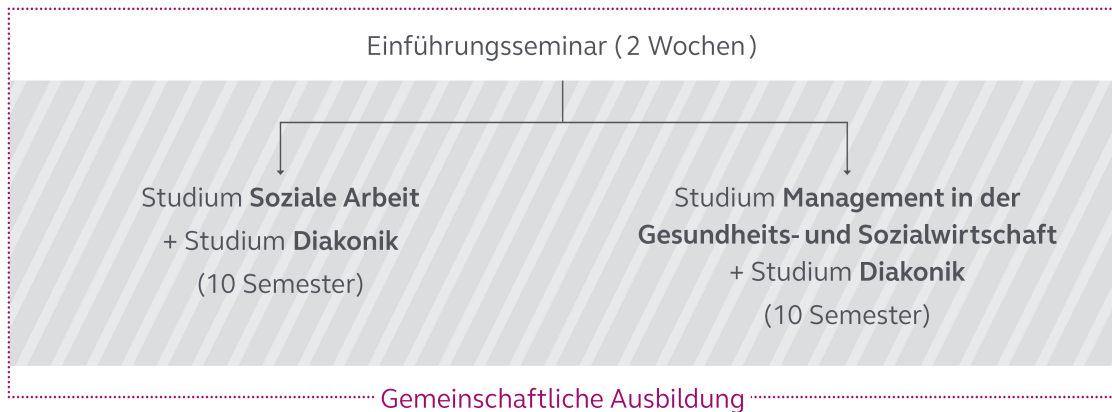 Einführungsseminar (2 Wochen)
Studium Soziale Arbeit
+ Studium Diakonik
(10 Semester)
Studium Management in der
Gesundheits- und Sozialwirtschaft
+ Studium Diakonik
(10 Semester)
Gemeinschaftliche Ausbildung